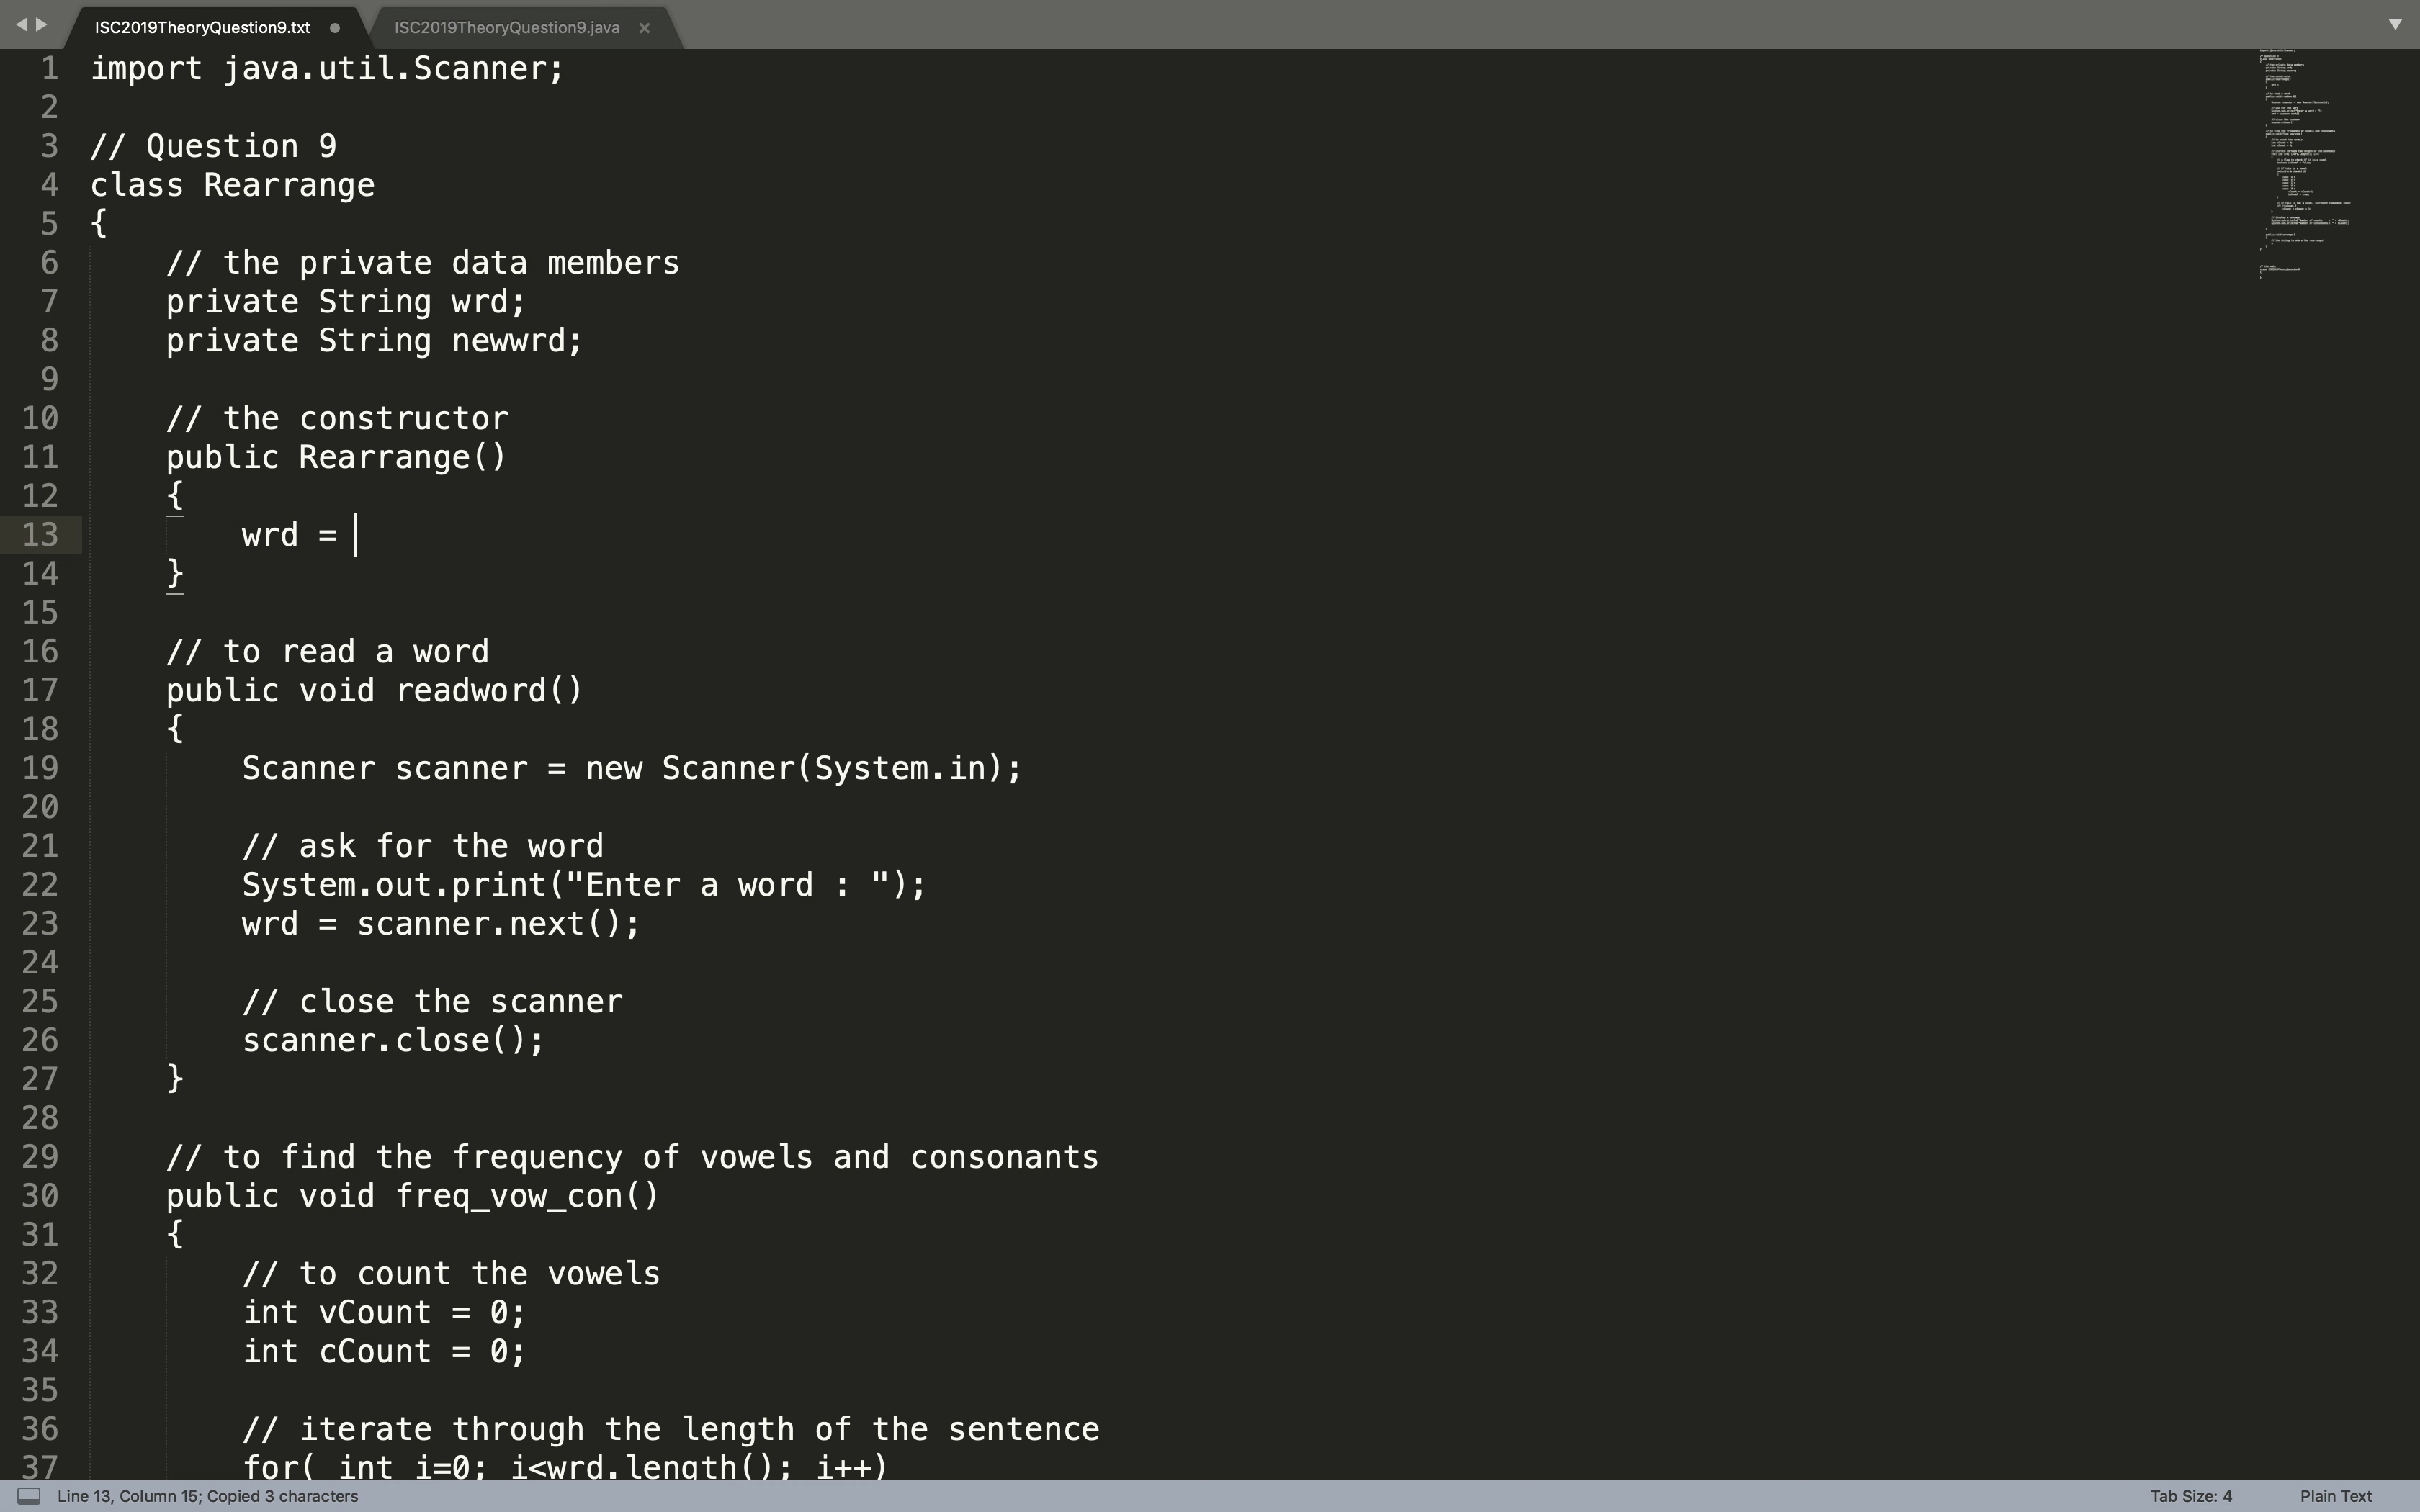 ISC2019TheoryQuestion9.txt
ISC2019TheoryQuestion9.java
1 import java.util.Scanner;
2
3 // Question 9
4 class Rearrange
5 {
6 // the private data members
7 private String wrd;
8 private String newwrd;
9
10 // the constructor
11 public Rearrange()
12 {
13 wrd =
14 }
15
16 // to read a word
17 public void readword()
18 {
19 Scanner scanner = new Scanner(System.in);
20
21 // ask for the word
22 System.out.print("Enter a word : ");
23 wrd = scanner.next();
24
25 // close the scanner
26 scanner.close();
27 }
28
29 // to find the frequency of vowels and consonants
30 public void freq_vow_con()
31 {
32 // to count the vowels
33 int vCount = 0;
34 int cCount = 0;
35
36 // iterate through the length of the sentence
37 for( int i=0; i<wrd.length(); i++)
Line 13, Column 15; Copied 3 characters
Tab Size: 4
Plain Text